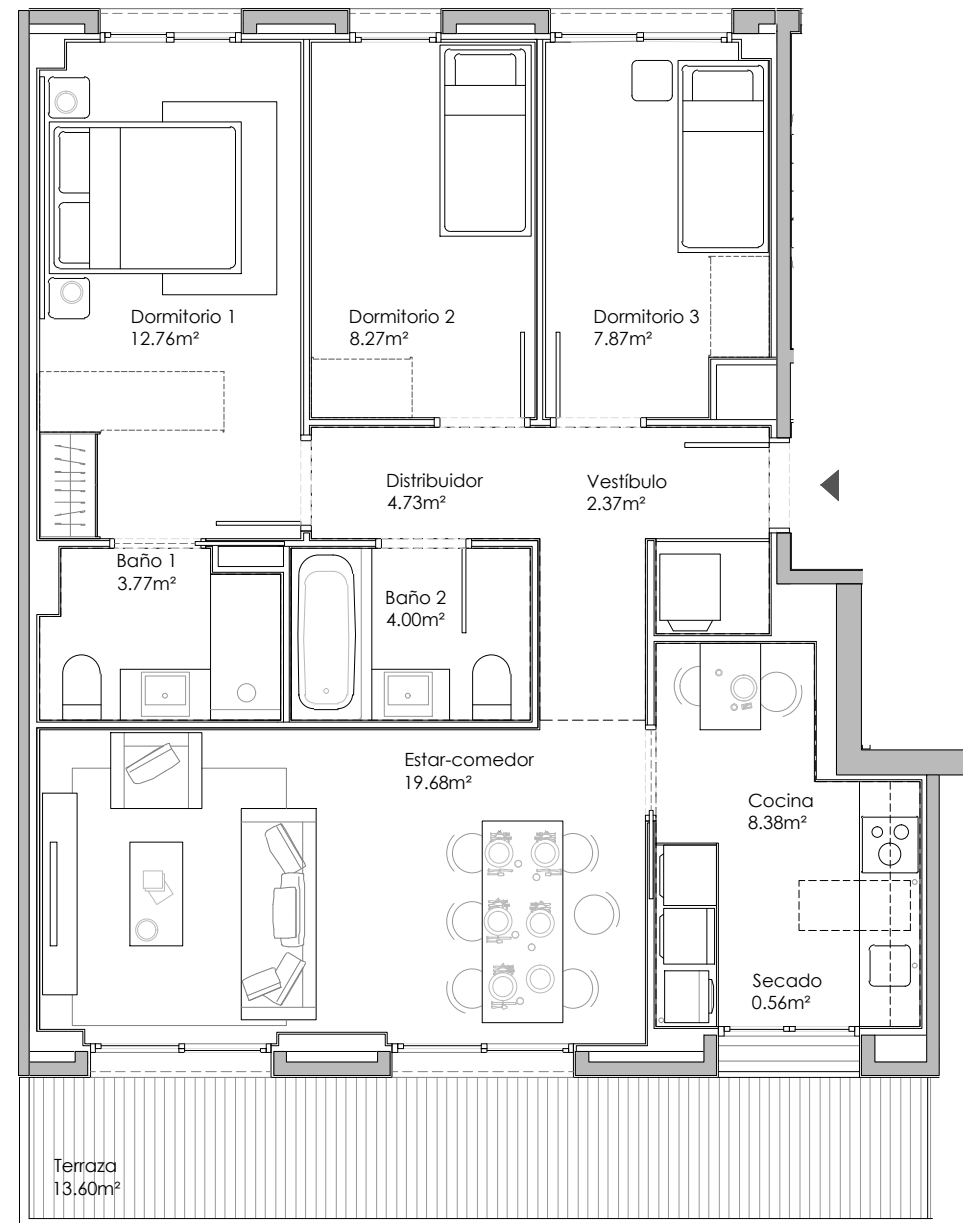 Dormitorio 1
12.76m²
Dormitorio 2
8.27m²
Dormitorio 3
7.87m²
Distribuidor
4.73m²
Vestíbulo
2.37m²
Baño 1
3.77m²
Baño 2
4.00m²
Estar-comedor
19.68m²
Cocina
8.38m²
Secado
0.56m²
Terraza
13.60m²